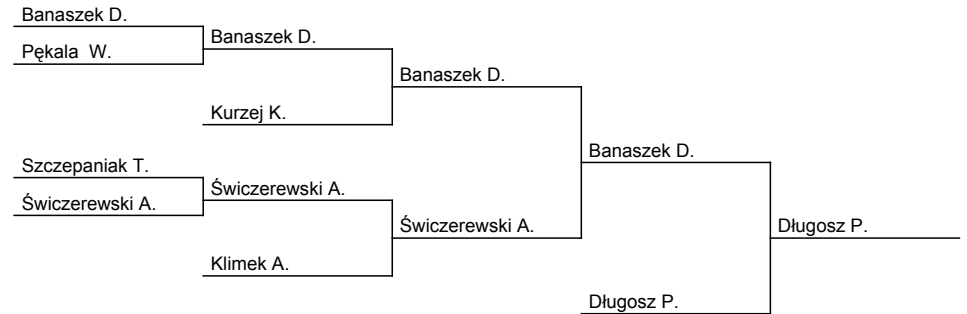 Banaszek D.
Pękala W.
Banaszek D.
Kurzej K.
Banaszek D.
Szczepaniak T.
Świczerewski A.
Świczerewski A.
Klimek A.
Świczerewski A.
Banaszek D.
Długosz P.
Długosz P.